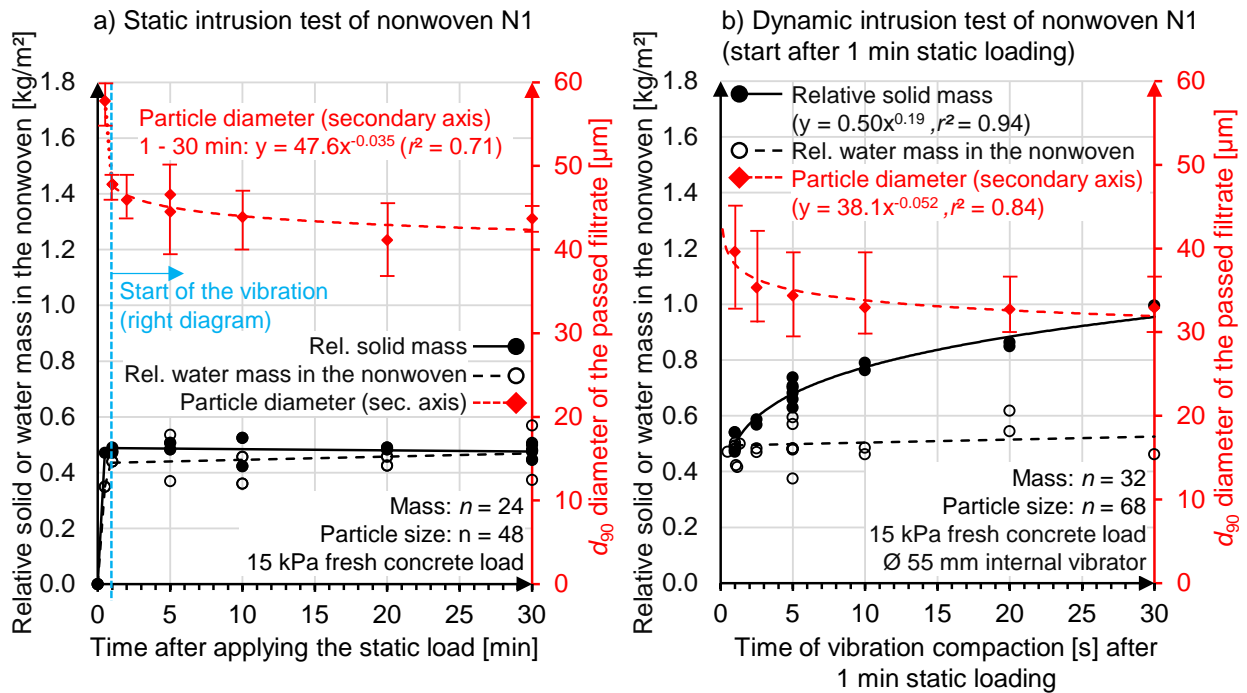 a) Static intrusion test of nonwoven N1
Relative solid or water mass in the nonwoven [kg/m²]
1.8
1.6
1.4
1.2
1.0
0.8
0.6
0.4
0.2
0.0
Particle diameter (secondary axis)
1 - 30 min: y = 47.6x^-0.035 (r² = 0.71)
Start of the vibration
(right diagram)
Rel. solid mass
Rel. water mass in the nonwoven
Particle diameter (sec. axis)
Mass: n = 24
Particle size: n = 48
15 kPa fresh concrete load
60
50
40
30
20
10
0
d90 diameter of the passed filtrate [µm]
0 5 10 20 30
Time after applying the static load [min]
b) Dynamic intrusion test of nonwoven N1
(start after 1 min static loading)
Relative solid or water mass in the nonwoven [kg/m²]
1.8
1.6
1.4
1.2
1.0
0.8
0.6
0.4
0.2
0.0
Relative solid mass
(y = 0.50x^0.19 ,r² = 0.94)
Rel. water mass in the nonwoven
Particle diameter (secondary axis)
(y = 38.1x^-0.052 ,r² = 0.84)
Mass: n = 32
Particle size: n = 68
15 kPa fresh concrete load
Ø 55 mm internal vibrator
60
50
40
30
20
10
0
d90 diameter of the passed filtrate [µm]
0 5 10 20 30
Time of vibration compaction [s] after
1 min static loading